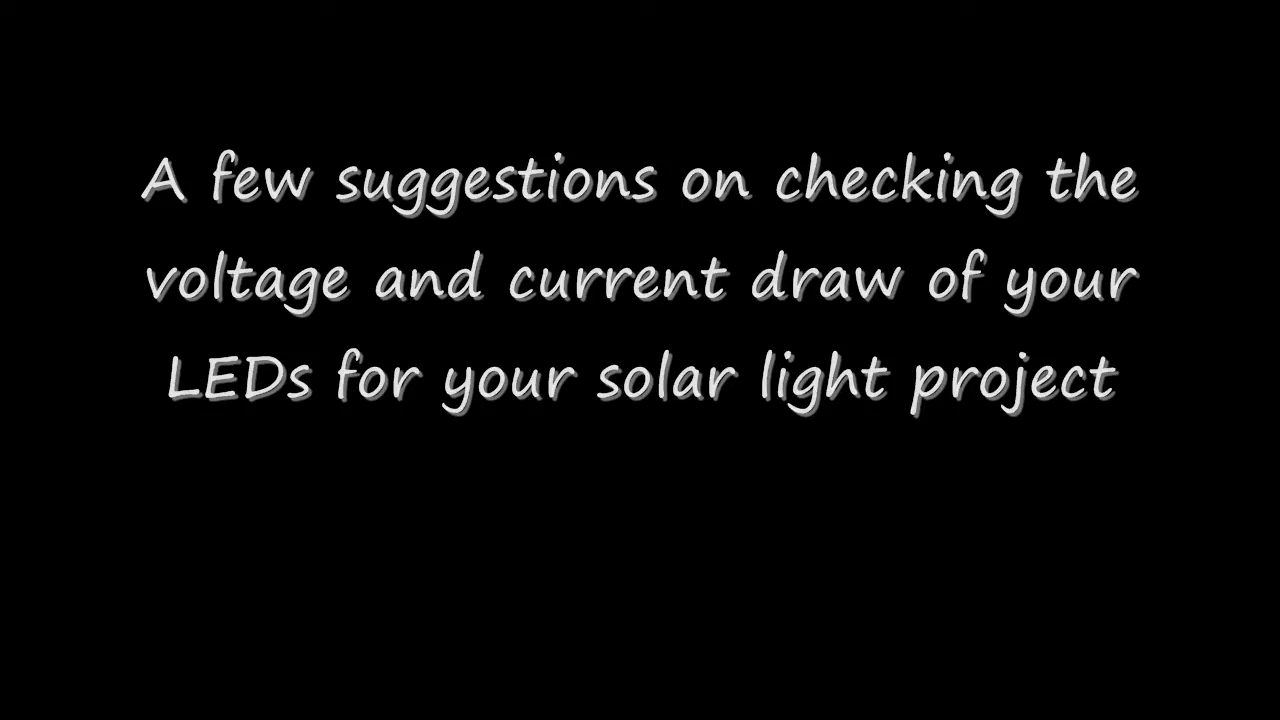 A few suggestions on checking the
voltage and current draw of your
LEDs for your solar light project